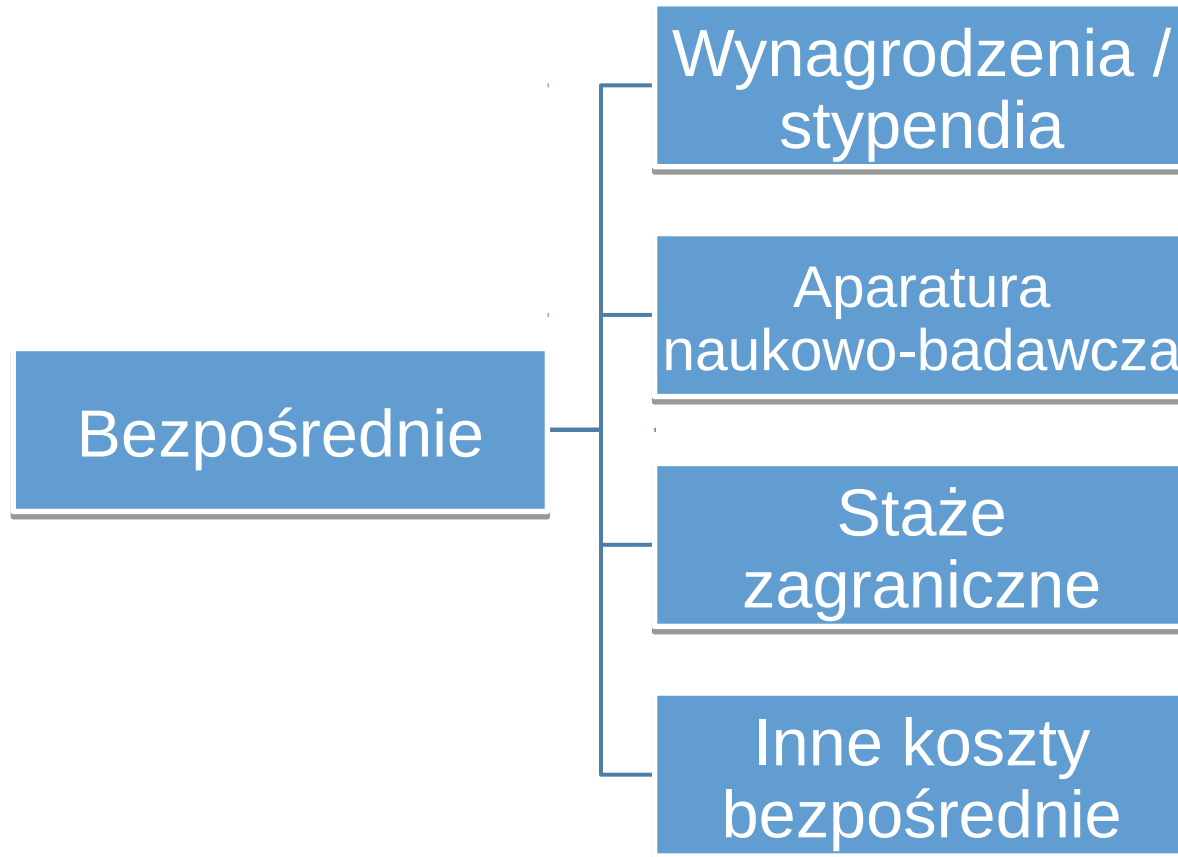 Wynagrodzenia /
stypendia
Aparatura
naukowo-badawcza
Bezpośrednie
Staże
zagraniczne
Inne koszty
bezpośrednie